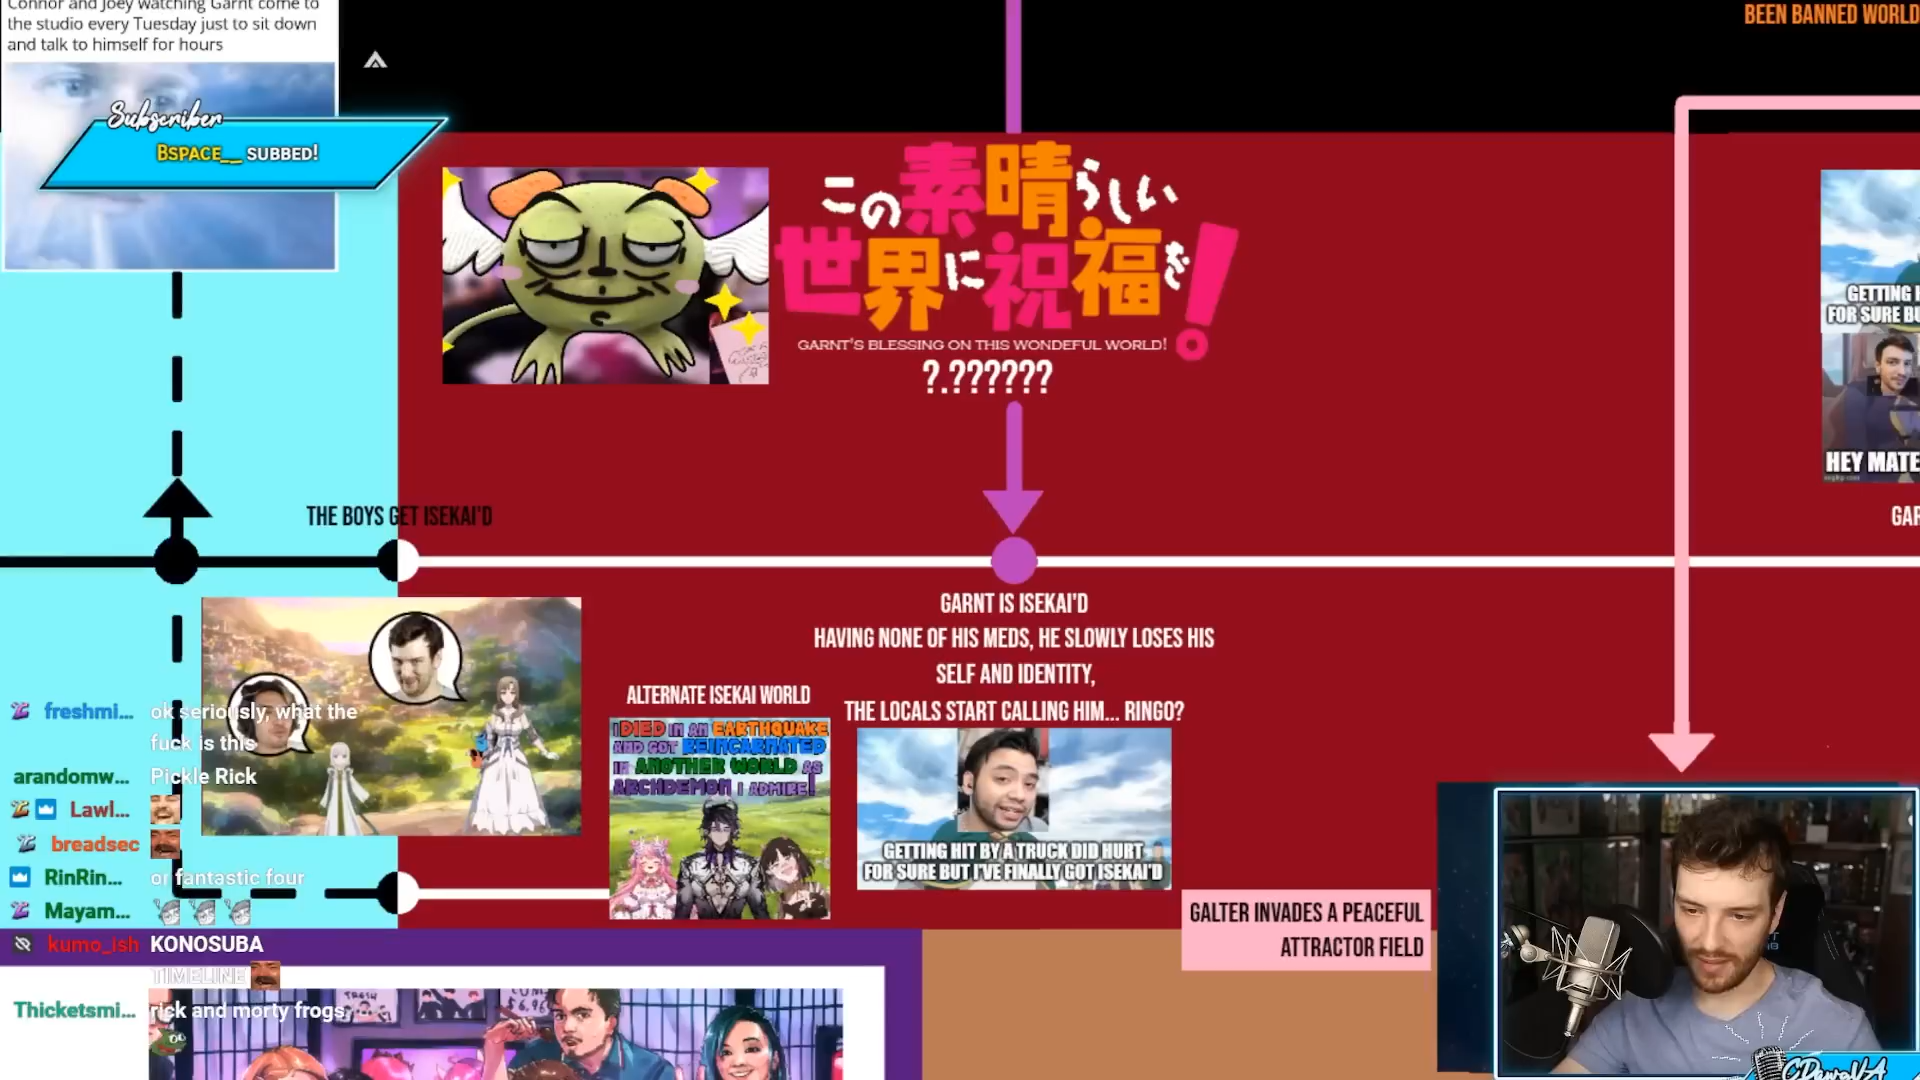 Connor and Joey watching Garnt come to
the studio every Tuesday just to sit down
and talk to himself for hours
Subscriber
BSPACE__ SUBBED!
BEEN BANNED WORLD
この素晴らしい
世界に祝福を!
GARNT'S BLESSING ON THIS WONDEFUL WORLD!
?.??????
GETTING H
FOR SURE BU
HEY MATE
THE BOYS GET ISEKAI'D
GAR
GARNT IS ISEKAI'D
HAVING NONE OF HIS MEDS, HE SLOWLY LOSES HIS
SELF AND IDENTITY,
THE LOCALS START CALLING HIM... RINGO?
ALTERNATE ISEKAI WORLD
I DIED IN AN EARTHQUAKE
AND GOT REINCARNATED
IN ANOTHER WORLD AS
ARCHDEMON I ADMIRE!
GETTING HIT BY A TRUCK DID HURT
FOR SURE BUT I'VE FINALLY GOT ISEKAI'D
GALTER INVADES A PEACEFUL
ATTRACTOR FIELD
freshmi... ok seriously, what the
fuck is this
arandomw... Pickle Rick
Lawl...
breadsec
RinRin... or fantastic four
Mayam...
kumo_ish KONOSUBA
TIMELINE
Thicketsmi... rick and morty frogs
TRASH
$6.96
CDawgVA